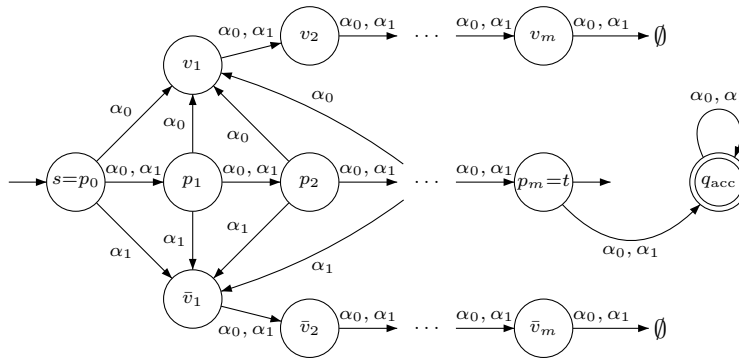 α₀, α₁ v₂ α₀, α₁ ··· α₀, α₁ vₘ α₀, α₁ ∅
v₁
α₀ α₀ α₀ α₀ α₀, α
s=p₀ α₀, α₁ p₁ α₀, α₁ p₂ α₀, α₁ ··· α₀, α₁ pₘ=t q_acc
α₁ α₁ α₁ α₁ α₀, α₁
v̄₁
α₀, α₁ v̄₂ α₀, α₁ ··· α₀, α₁ v̄ₘ α₀, α₁ ∅